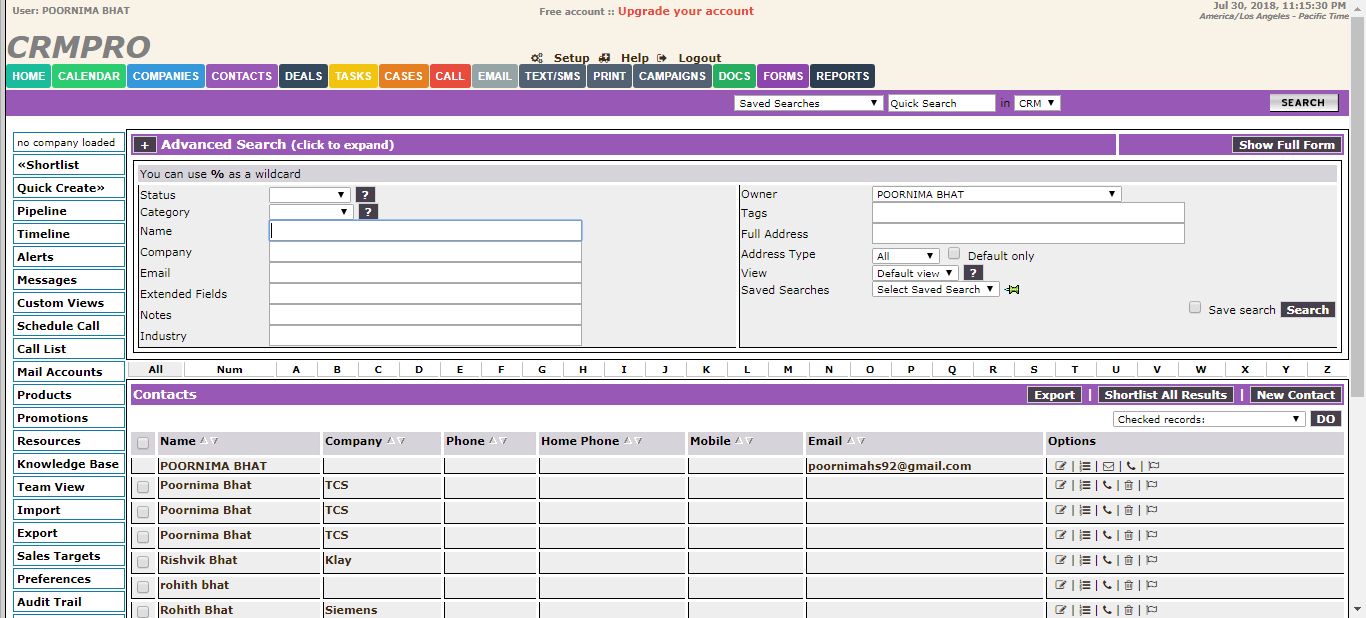 User: POORNIMA BHAT
Free account :: Upgrade your account
Jul 30, 2018, 11:15:30 PM
America/Los Angeles - Pacific Time
CRMPRO
Setup Help Logout
HOME CALENDAR COMPANIES CONTACTS DEALS TASKS CASES CALL EMAIL TEXT/SMS PRINT CAMPAIGNS DOCS FORMS REPORTS
Saved Searches Quick Search in CRM SEARCH
no company loaded
«Shortlist
Quick Create»
Pipeline
Timeline
Alerts
Messages
Custom Views
Schedule Call
Call List
Mail Accounts
Products
Promotions
Resources
Knowledge Base
Team View
Import
Export
Sales Targets
Preferences
Audit Trail
+ Advanced Search (click to expand) Show Full Form
You can use % as a wildcard
Status ?
Category ?
Name
Company
Email
Extended Fields
Notes
Industry
Owner POORNIMA BHAT
Tags
Full Address
Address Type All Default only
View Default view ?
Saved Searches Select Saved Search
Save search Search
All Num A B C D E F G H I J K L M N O P Q R S T U V W X Y Z
Contacts Export | Shortlist All Results | New Contact
Checked records: DO
Name Company Phone Home Phone Mobile Email Options
POORNIMA BHAT poornimahs92@gmail.com | | | |
Poornima Bhat TCS | | | |
Poornima Bhat TCS | | | |
Poornima Bhat TCS | | | |
Rishvik Bhat Klay | | | |
rohith bhat | | | |
Rohith Bhat Siemens | | | |